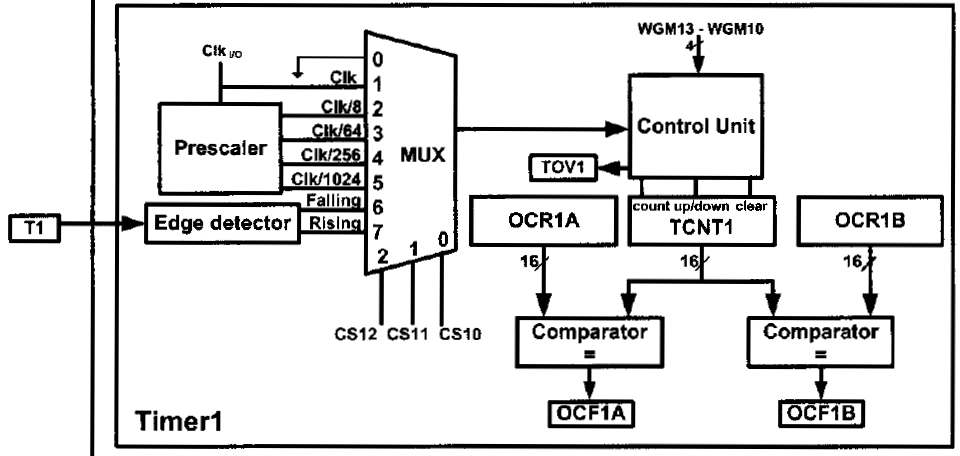 WGM13 - WGM10
4
Clk I/O
0
Clk
1
Clk/8
2
Clk/64
3
Clk/256
4
Clk/1024
5
Falling
6
Rising
7
MUX
2 1 0
Prescaler
Control Unit
TOV1
T1
Edge detector
OCR1A
count up/down clear
TCNT1
OCR1B
16
16
16
CS12 CS11 CS10
Comparator
=
Comparator
=
OCF1A
OCF1B
Timer1